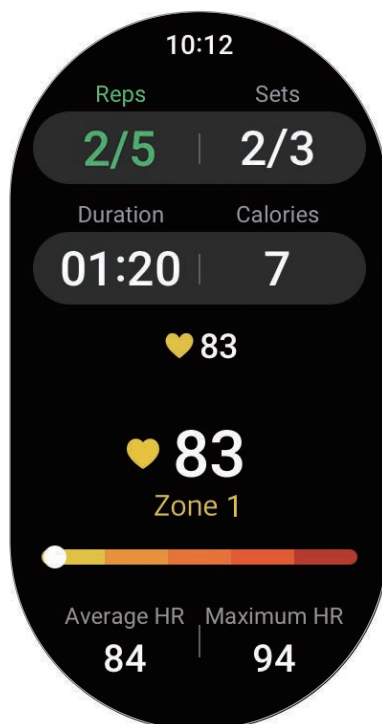 10:12
Reps Sets
2/5 2/3
Duration Calories
01:20 7
83
83
Zone 1
Average HR Maximum HR
84 94